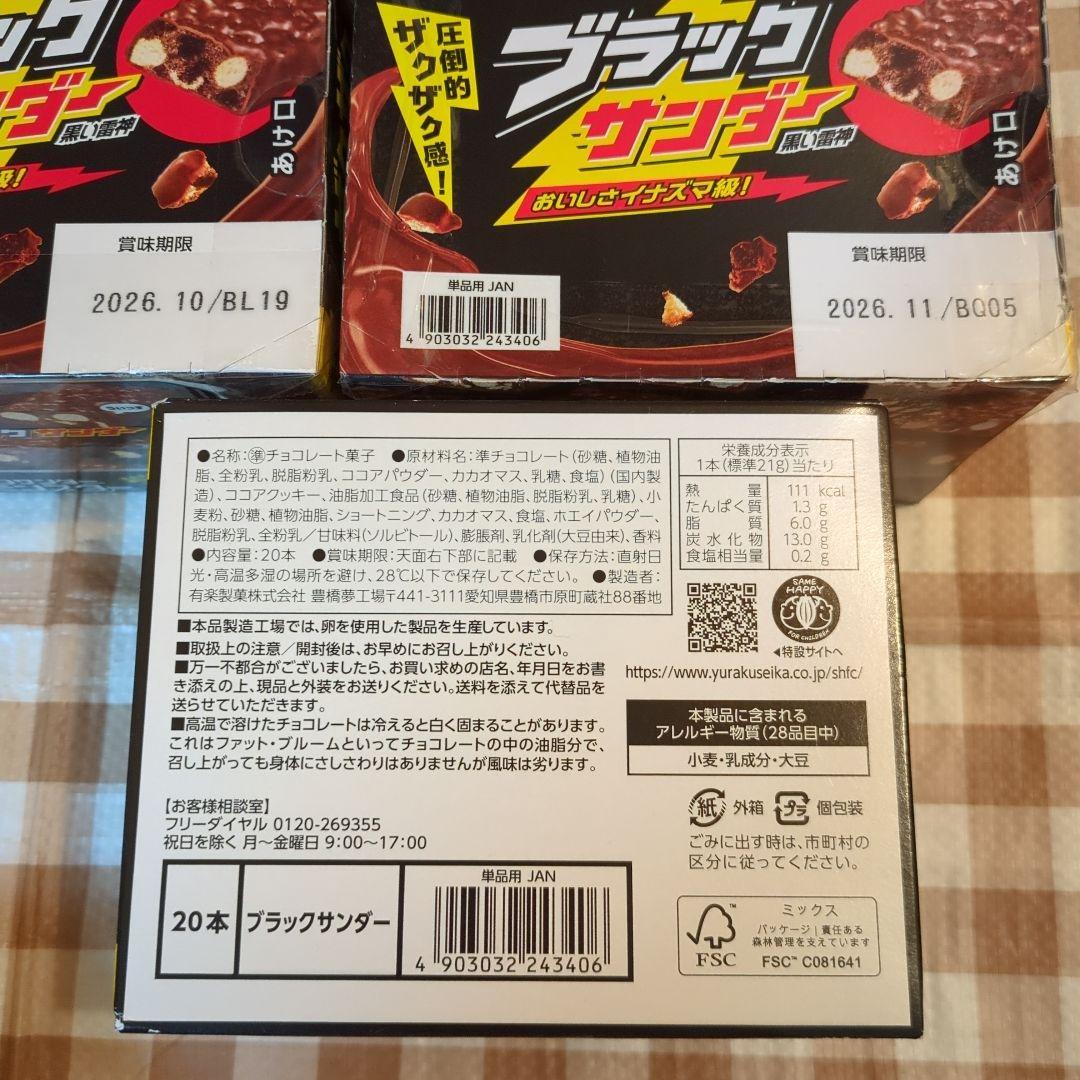 ック
ンダー
黒い雷神
級!
あけ口
賞味期限
2026.10/BL19
圧倒的
ザクザク感!
ブラック
サンダー
黒い雷神
おいしさイナズマ級!
あけ口
単品用 JAN
4 903032 243406
賞味期限
2026.11/BQ05
ック サンダー
●名称:準チョコレート菓子 ●原材料名:準チョコレート(砂糖、植物油
脂、全粉乳、脱脂粉乳、ココアパウダー、カカオマス、乳糖、食塩)(国内製
造)、ココアクッキー、油脂加工食品(砂糖、植物油脂、脱脂粉乳、乳糖)、小
麦粉、砂糖、植物油脂、ショートニング、カカオマス、食塩、ホエイパウダー、
脱脂粉乳、全粉乳/甘味料(ソルビトール)、膨脹剤、乳化剤(大豆由来)、香料
●内容量:20本 ●賞味期限:天面右下部に記載 ●保存方法:直射日
光・高温多湿の場所を避け、28℃以下で保存してください。 ●製造者:
有楽製菓株式会社 豊橋夢工場〒441-3111愛知県豊橋市原町蔵社88番地
栄養成分表示
1本(標準21g)当たり
熱量 111 kcal
たんぱく質 1.3 g
脂質 6.0 g
炭水化物 13.0 g
食塩相当量 0.2 g
SAME HAPPY
FOR CHILDREN
◀特設サイトへ
https://www.yurakuseika.co.jp/shfc/
■本品製造工場では、卵を使用した製品を生産しています。
■取扱上の注意/開封後は、お早めにお召し上がりください。
■万一不都合がございましたら、お買い求めの店名、年月日をお書
き添えの上、現品と外装をお送りください。送料を添えて代替品を
送らせていただきます。
■高温で溶けたチョコレートは冷えると白く固まることがあります。
これはファット・ブルームといってチョコレートの中の油脂分で、
召し上がっても身体にさしさわりはありませんが風味は劣ります。
本製品に含まれる
アレルギー物質(28品目中)
小麦・乳成分・大豆
紙 外箱 プラ 個包装
ごみに出す時は、市町村の
区分に従ってください。
【お客様相談室】
フリーダイヤル 0120-269355
祝日を除く 月〜金曜日 9:00〜17:00
20本 ブラックサンダー
単品用 JAN
4 903032 243406
FSC
ミックス
パッケージ | 責任ある
森林管理を支えています
FSC™ C081641